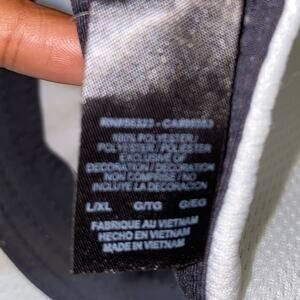 100% POLYESTER/
POLYESTER / POLIESTER
EXCLUSIVE OF
DECORATION / DECORATION
NON COMPRISE / NO
INCLUYE LA DECORACION
L/XL G/TG G/EG
FABRIQUE AU VIETNAM
HECHO EN VIETNAM
MADE IN VIETNAM